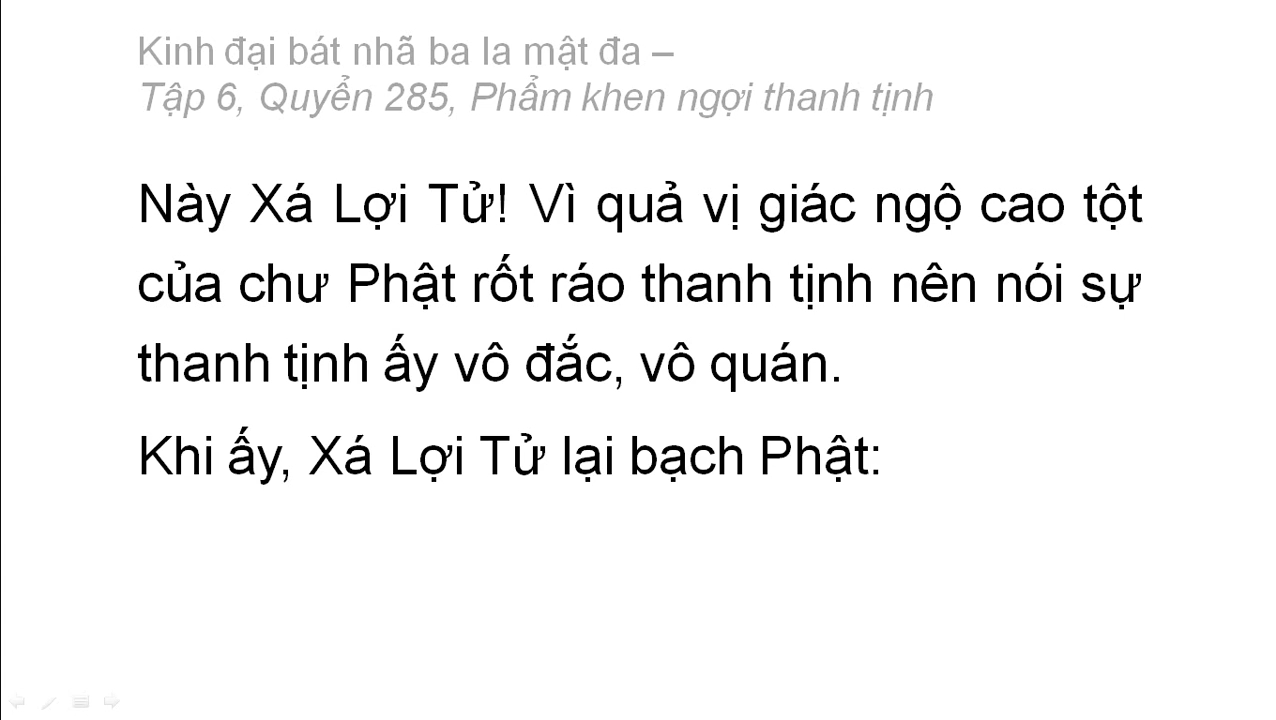 Kinh đại bát nhã ba la mật đa –
Tập 6, Quyển 285, Phẩm khen ngợi thanh tịnh
Này Xá Lợi Tử! Vì quả vị giác ngộ cao tột
của chư Phật rốt ráo thanh tịnh nên nói sự
thanh tịnh ấy vô đắc, vô quán.
Khi ấy, Xá Lợi Tử lại bạch Phật: